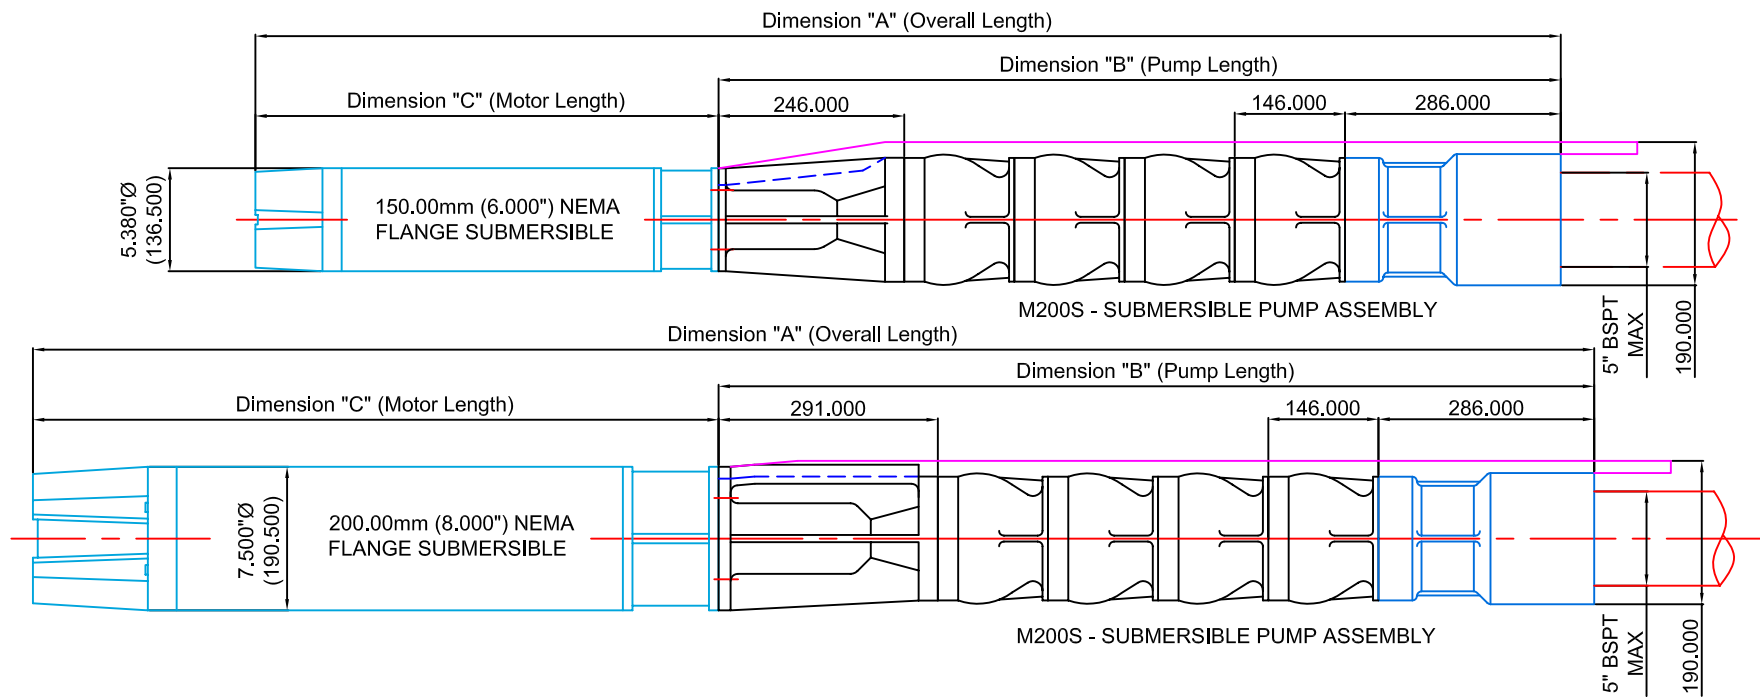 Dimension "A" (Overall Length)
Dimension "B" (Pump Length)
Dimension "C" (Motor Length)
246.000
146.000
286.000
5.380"Ø
(136.500)
150.00mm (6.000") NEMA
FLANGE SUBMERSIBLE
M200S - SUBMERSIBLE PUMP ASSEMBLY
5" BSPT
MAX
190.000
Dimension "A" (Overall Length)
Dimension "B" (Pump Length)
Dimension "C" (Motor Length)
291.000
146.000
286.000
7.500"Ø
(190.500)
200.00mm (8.000") NEMA
FLANGE SUBMERSIBLE
M200S - SUBMERSIBLE PUMP ASSEMBLY
5" BSPT
MAX
190.000